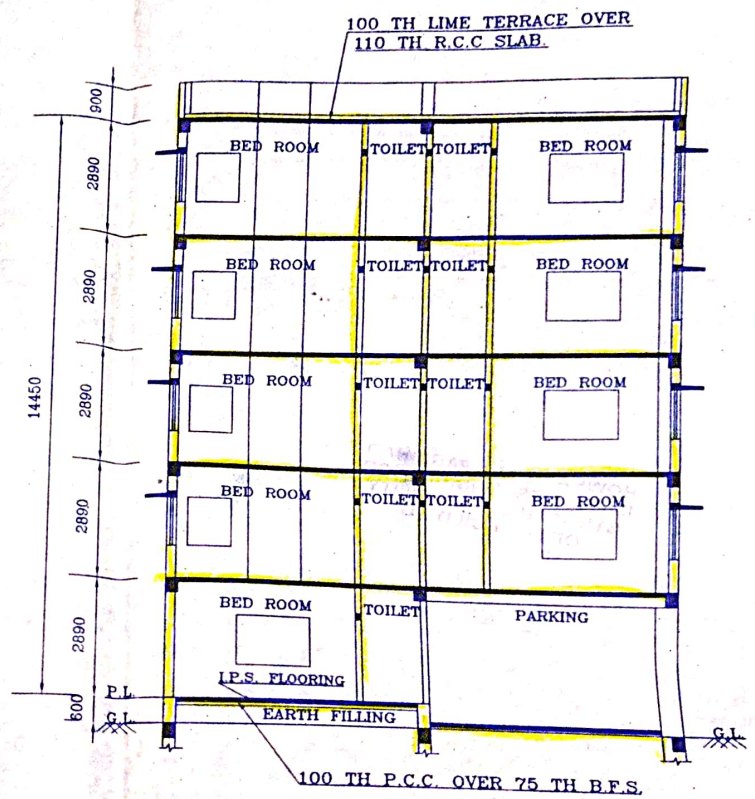 100 TH LIME TERRACE OVER
110 TH R.C.C SLAB.
900
BED ROOM TOILET TOILET BED ROOM
2890
BED ROOM TOILET TOILET BED ROOM
2890
BED ROOM TOILET TOILET BED ROOM
2890
14450
BED ROOM TOILET TOILET BED ROOM
2890
BED ROOM TOILET PARKING
2890
I.P.S. FLOORING
P.L.
600
G.L. EARTH FILLING G.L.
100 TH P.C.C. OVER 75 TH B.F.S.